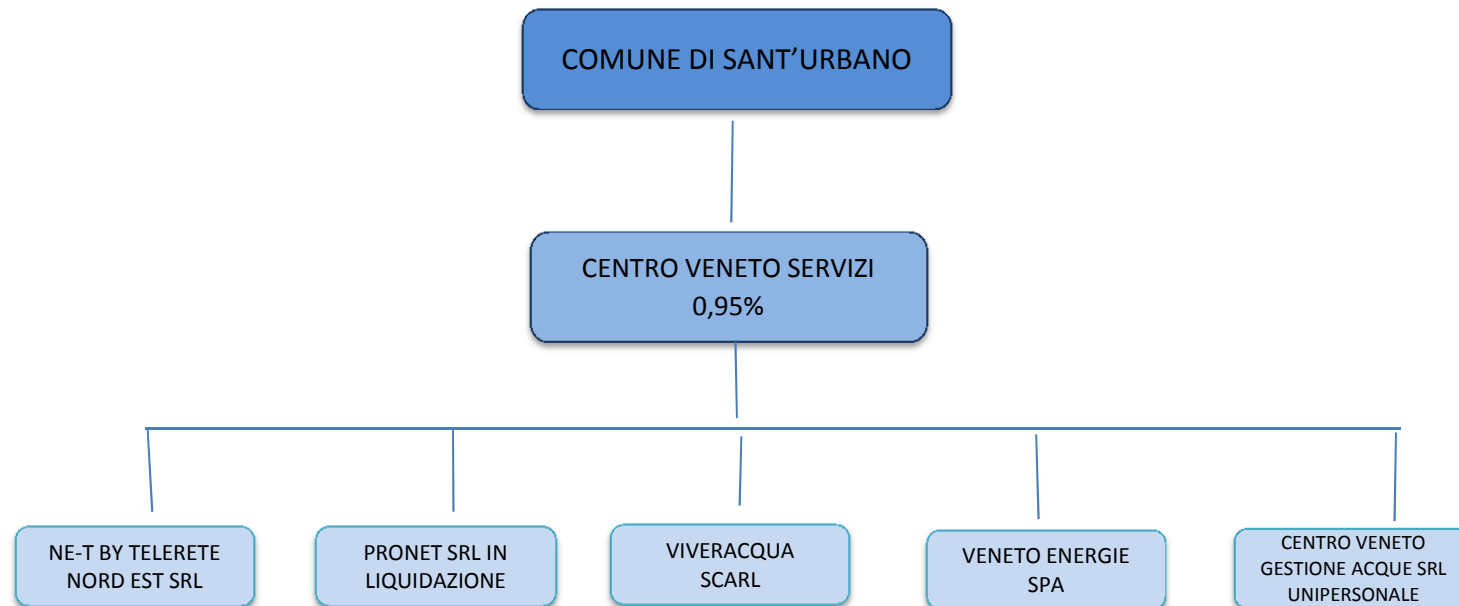 COMUNE DI SANT’URBANO
CENTRO VENETO SERVIZI
0,95%
NE-T BY TELERETE
NORD EST SRL
PRONET SRL IN
LIQUIDAZIONE
VIVERACQUA
SCARL
VENETO ENERGIE
SPA
CENTRO VENETO
GESTIONE ACQUE SRL
UNIPERSONALE